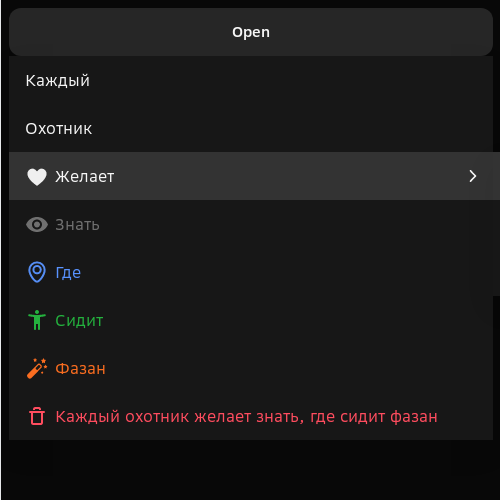 Open
Каждый
Охотник
Желает
Знать
Где
Сидит
Фазан
Каждый охотник желает знать, где сидит фазан